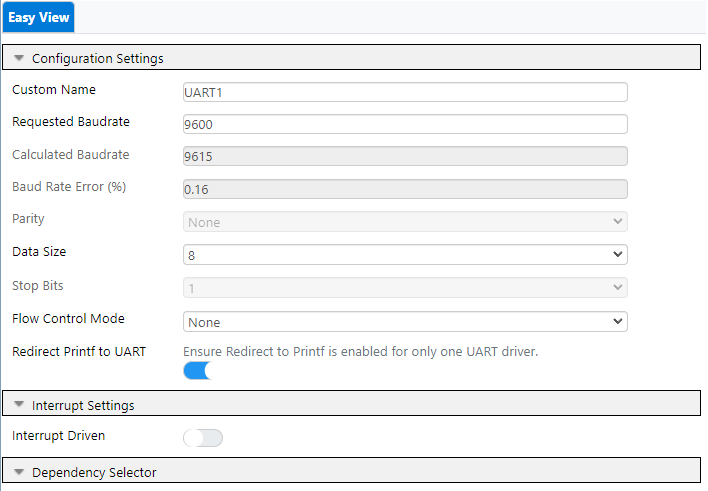 Easy View
Configuration Settings
Custom Name UART1
Requested Baudrate 9600
Calculated Baudrate 9615
Baud Rate Error (%) 0.16
Parity None
Data Size 8
Stop Bits 1
Flow Control Mode None
Redirect Printf to UART Ensure Redirect to Printf is enabled for only one UART driver.
Interrupt Settings
Interrupt Driven
Dependency Selector